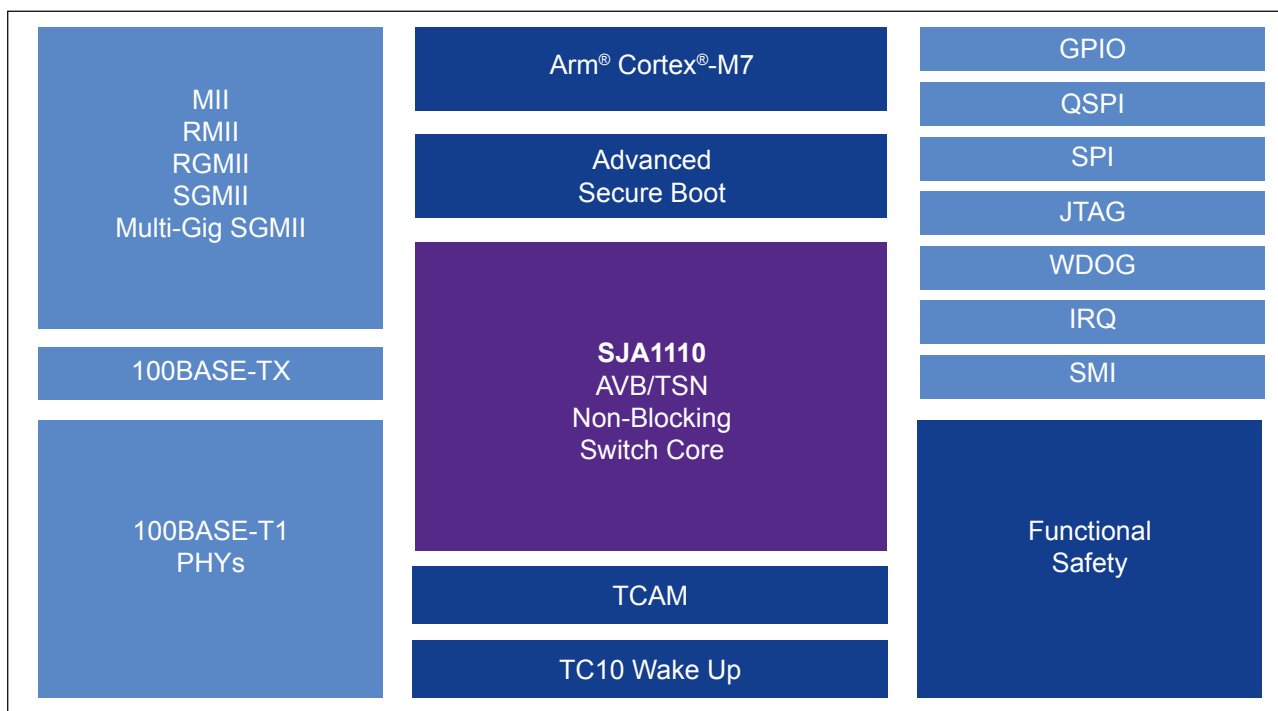 MII
RMII
RGMII
SGMII
Multi-Gig SGMII
100BASE-TX
100BASE-T1
PHYs
Arm® Cortex®-M7
Advanced
Secure Boot
SJA1110
AVB/TSN
Non-Blocking
Switch Core
TCAM
TC10 Wake Up
GPIO
QSPI
SPI
JTAG
WDOG
IRQ
SMI
Functional
Safety